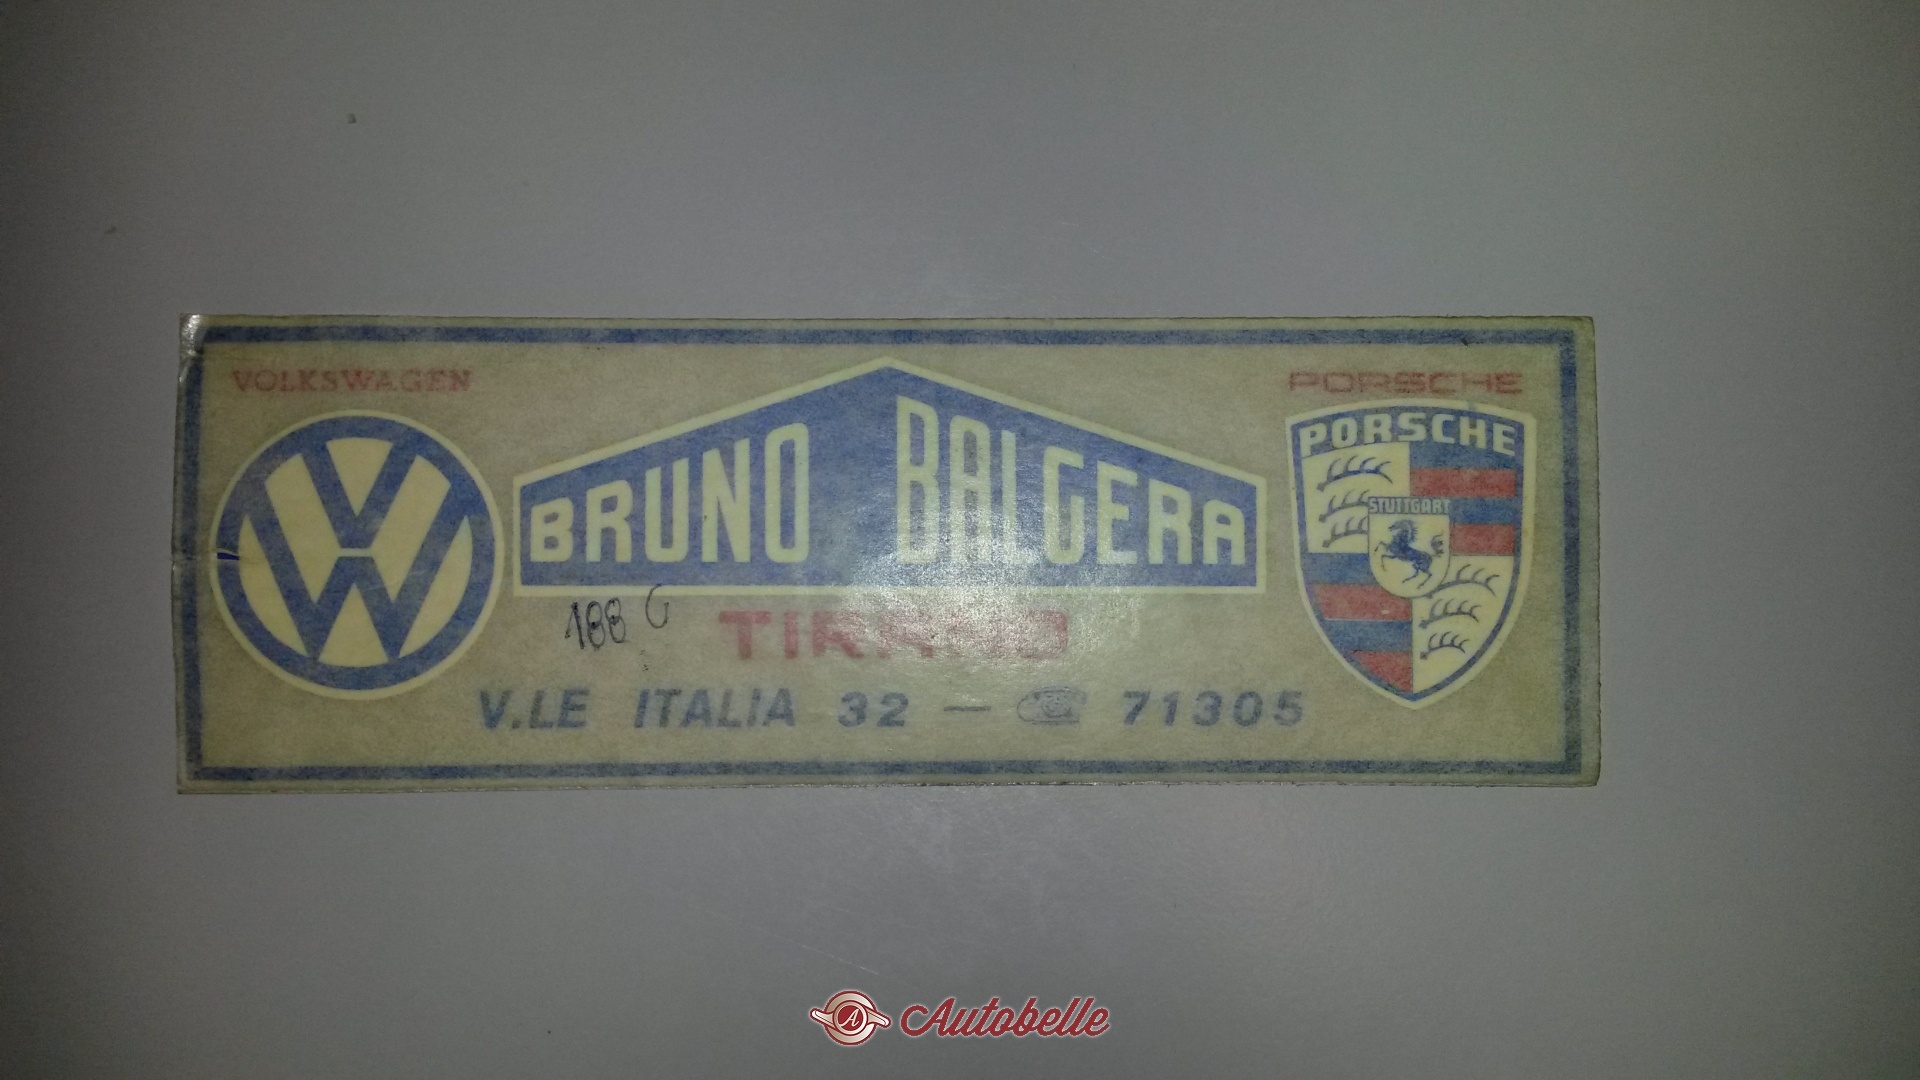 VOLKSWAGEN
PORSCHE
BRUNO BALGERA
PORSCHE
STUTTGART
188 G
TIRANO
V.LE ITALIA 32 — ☎ 71305
Autobelle